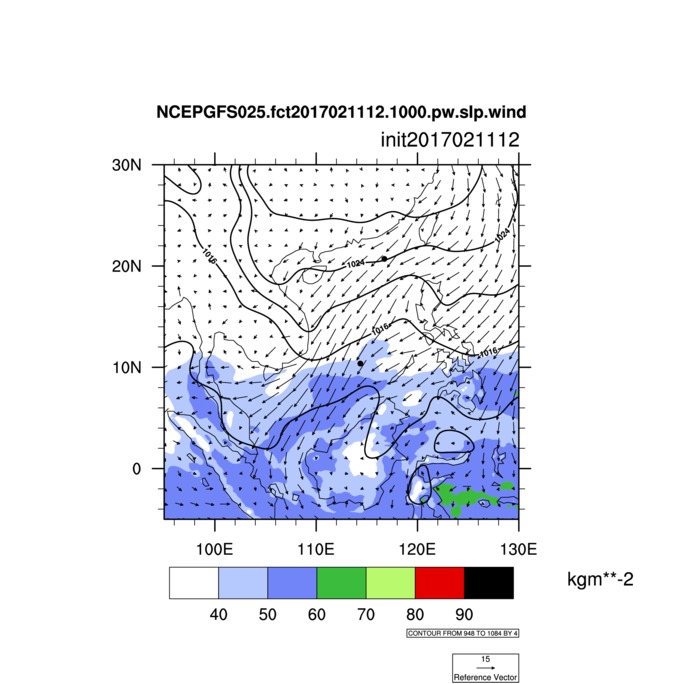 NCEPGFS025.fct2017021112.1000.pw.slp.wind
init2017021112
30N
20N
10N
0
1016
1024
1024
1016
1016
100E 110E 120E 130E
kgm**-2
40 50 60 70 80 90
CONTOUR FROM 948 TO 1084 BY 4
15
Reference Vector